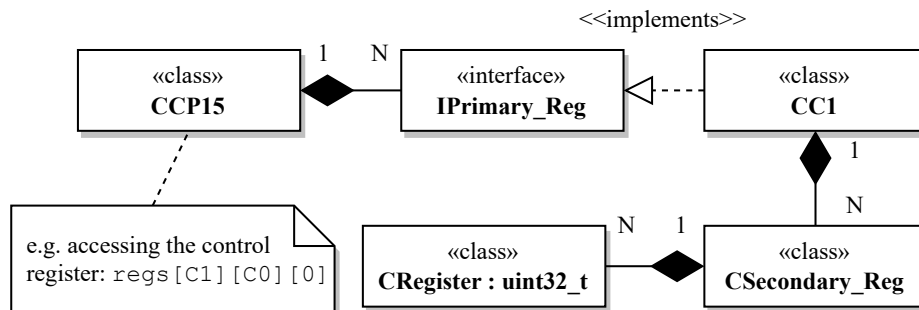 <<implements>>
1
N
«class»
CCP15
«interface»
IPrimary_Reg
«class»
CC1
1
N
e.g. accessing the control
register: regs[C1][C0][0]
N
1
«class»
CRegister : uint32_t
«class»
CSecondary_Reg